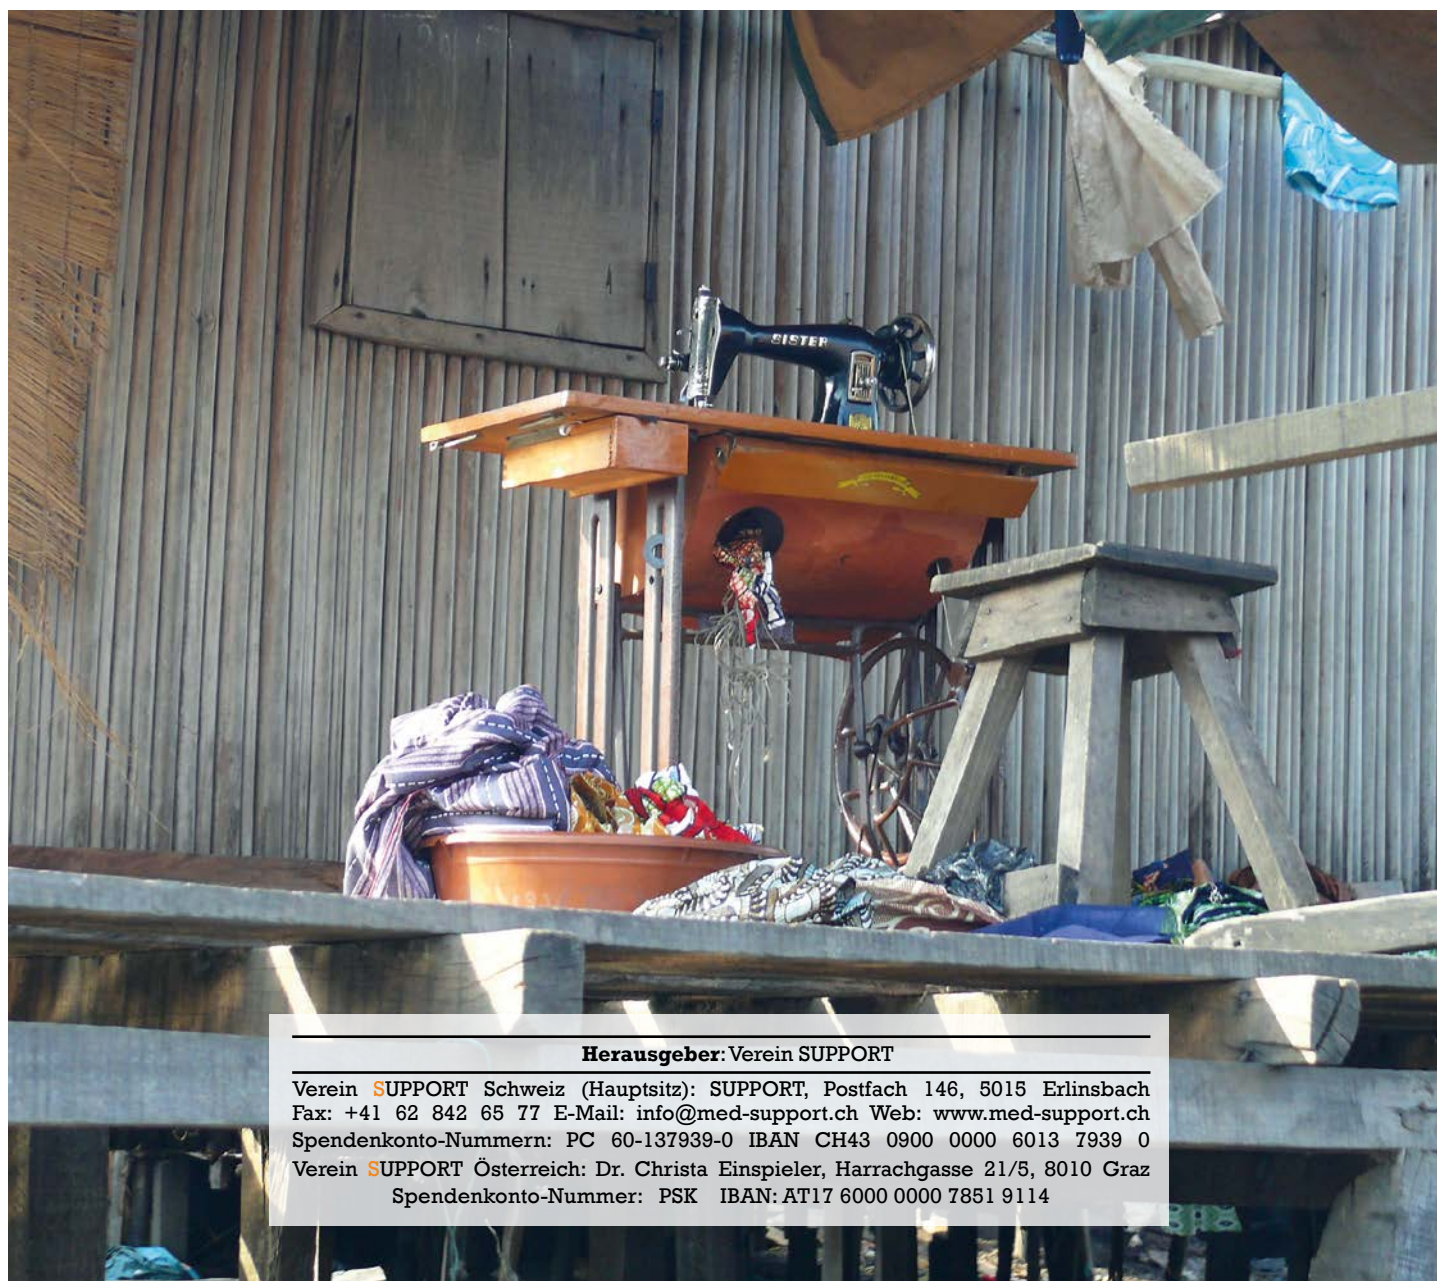 SISTER
Herausgeber: Verein SUPPORT
Verein SUPPORT Schweiz (Hauptsitz): SUPPORT, Postfach 146, 5015 Erlinsbach
Fax: +41 62 842 65 77 E-Mail: info@med-support.ch Web: www.med-support.ch
Spendenkonto-Nummern: PC 60-137939-0 IBAN CH43 0900 0000 6013 7939 0
Verein SUPPORT Österreich: Dr. Christa Einspieler, Harrachgasse 21/5, 8010 Graz
Spendenkonto-Nummer: PSK IBAN: AT17 6000 0000 7851 9114